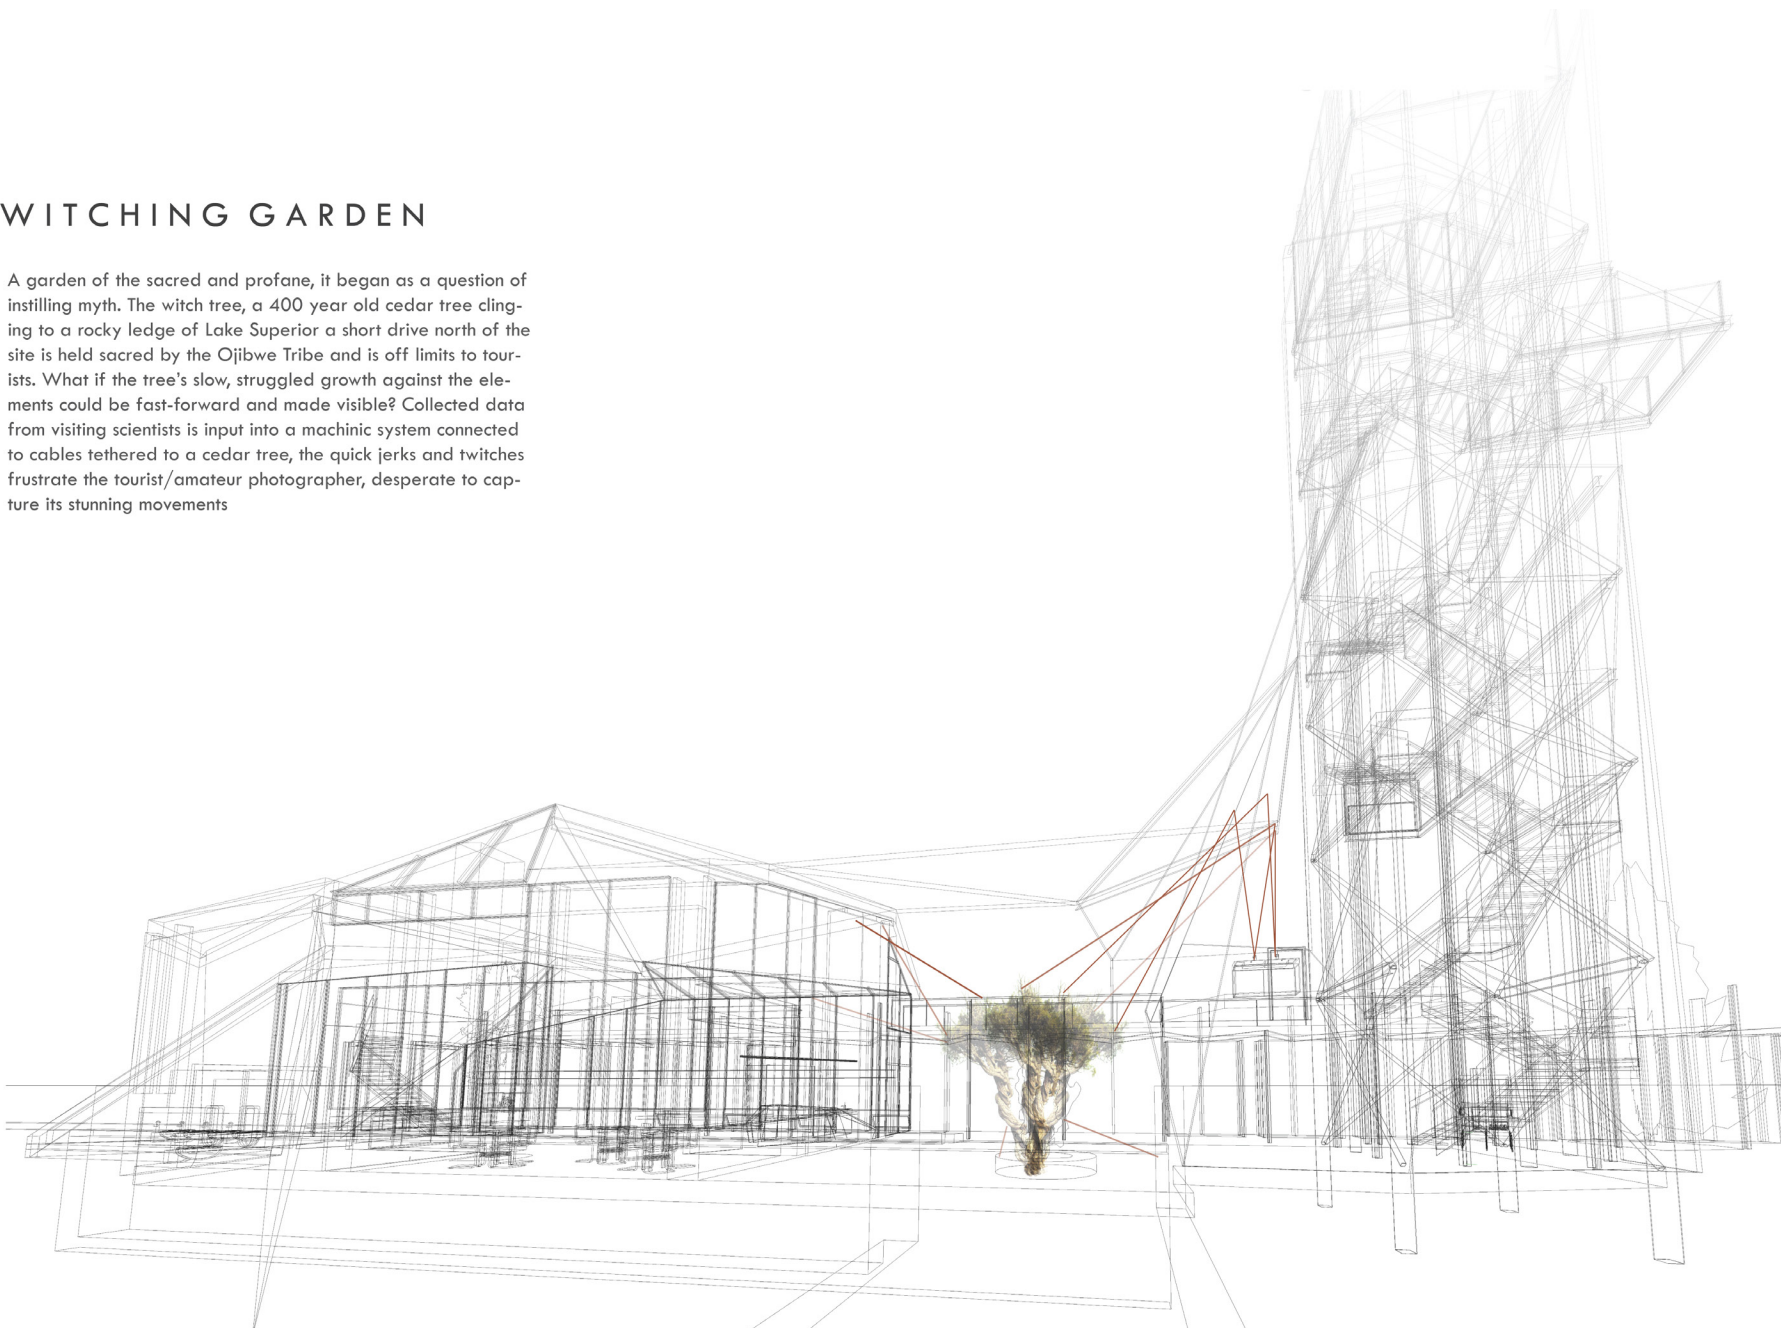 WITCHING GARDEN
A garden of the sacred and profane, it began as a question of
instilling myth. The witch tree, a 400 year old cedar tree cling-
ing to a rocky ledge of Lake Superior a short drive north of the
site is held sacred by the Ojibwe Tribe and is off limits to tour-
ists. What if the tree's slow, struggled growth against the ele-
ments could be fast-forward and made visible? Collected data
from visiting scientists is input into a machinic system connected
to cables tethered to a cedar tree, the quick jerks and twitches
frustrate the tourist/amateur photographer, desperate to cap-
ture its stunning movements